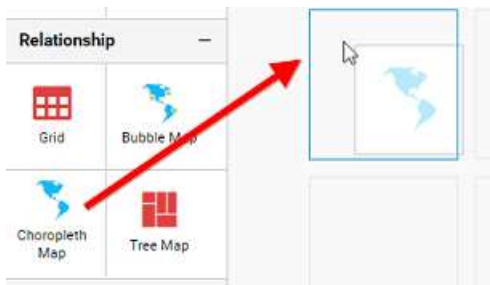 Relationship
Grid
Bubble Map
Choropleth
Map
Tree Map